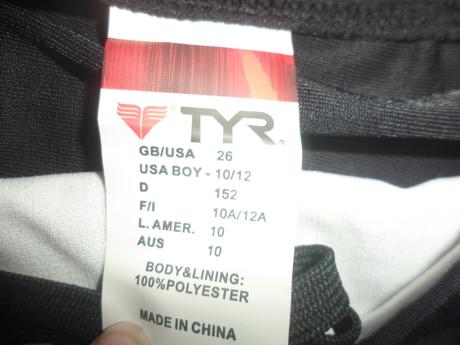 TYR®
GB/USA 26
USA BOY - 10/12
D 152
F/I 10A/12A
L. AMER. 10
AUS 10
BODY&LINING:
100%POLYESTER
MADE IN CHINA